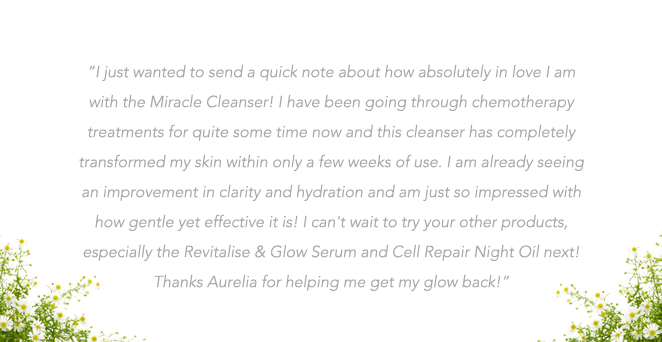 “I just wanted to send a quick note about how absolutely in love I am
with the Miracle Cleanser! I have been going through chemotherapy
treatments for quite some time now and this cleanser has completely
transformed my skin within only a few weeks of use. I am already seeing
an improvement in clarity and hydration and am just so impressed with
how gentle yet effective it is! I can't wait to try your other products,
especially the Revitalise & Glow Serum and Cell Repair Night Oil next!
Thanks Aurelia for helping me get my glow back!”